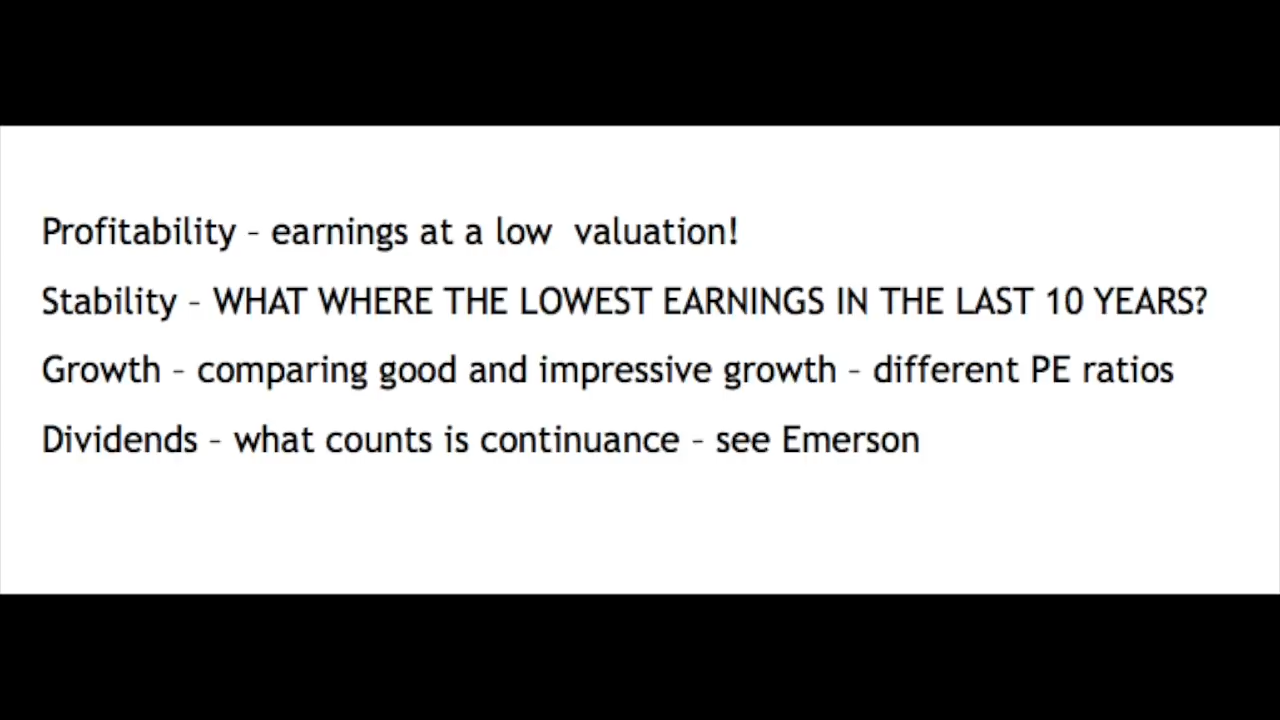 Profitability – earnings at a low  valuation!
Stability – WHAT WHERE THE LOWEST EARNINGS IN THE LAST 10 YEARS?
Growth – comparing good and impressive growth – different PE ratios
Dividends – what counts is continuance – see Emerson